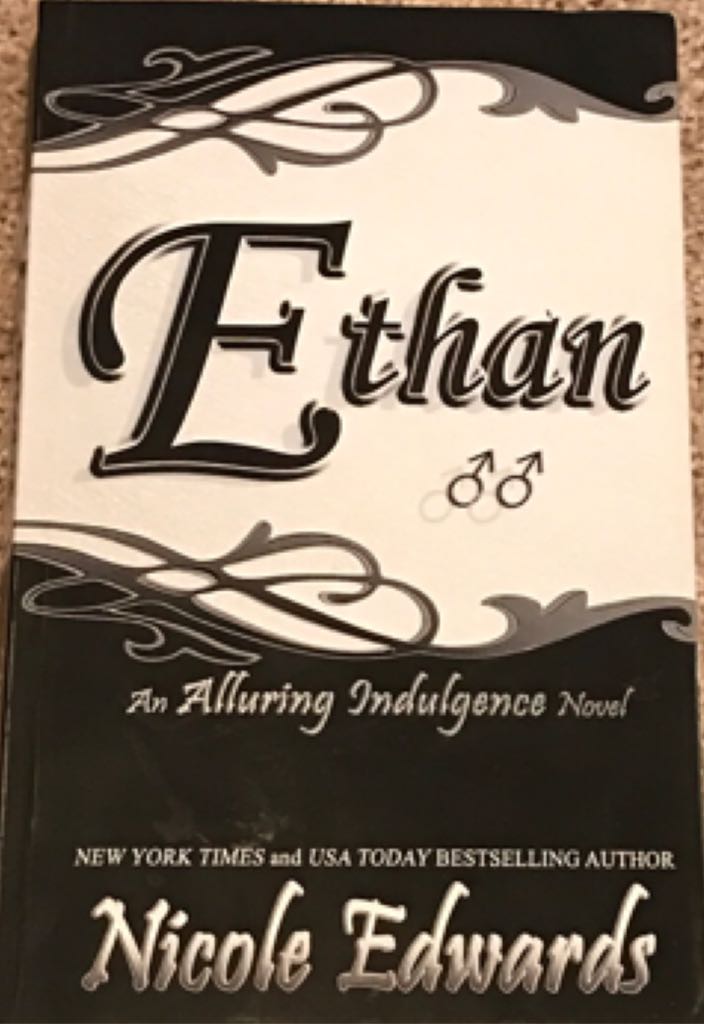 Ethan
♂♂
An Alluring Indulgence Novel
NEW YORK TIMES and USA TODAY BESTSELLING AUTHOR
Nicole Edwards